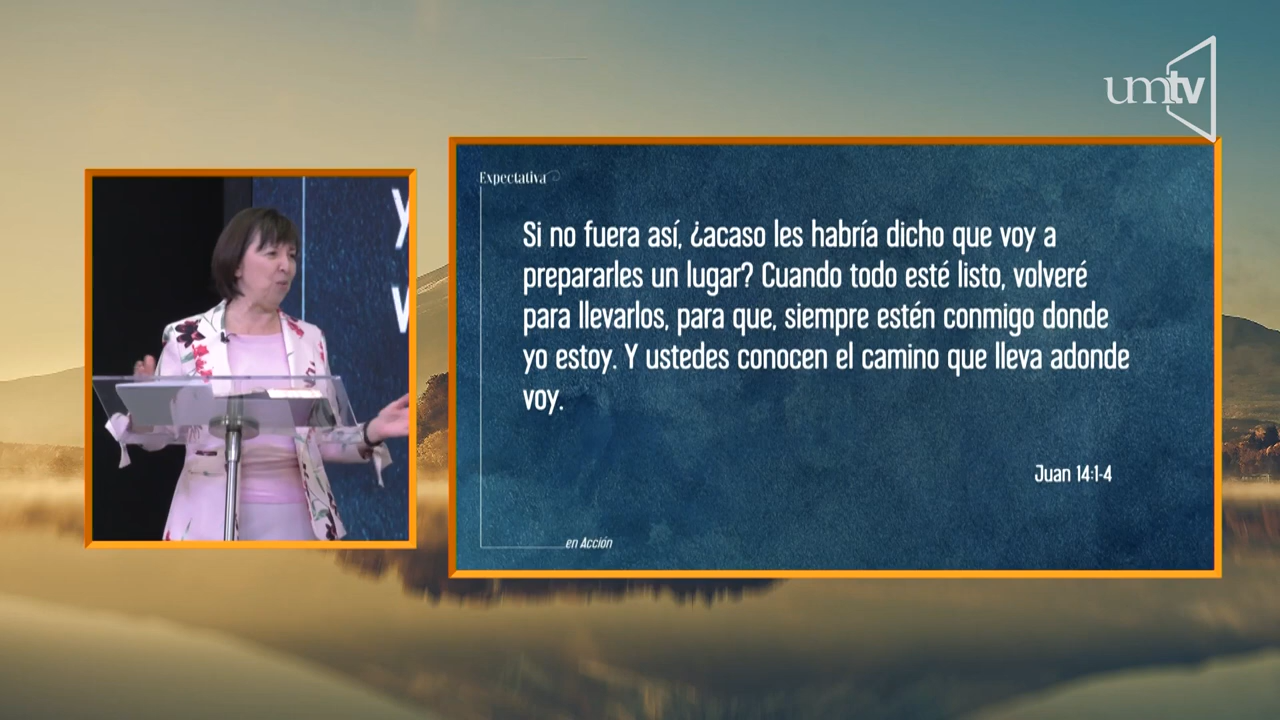 umtv
Expectativa
Si no fuera así, ¿acaso les habría dicho que voy a
prepararles un lugar? Cuando todo esté listo, volveré
para llevarlos, para que, siempre estén conmigo donde
yo estoy. Y ustedes conocen el camino que lleva adonde
voy.
Juan 14:1-4
en Acción